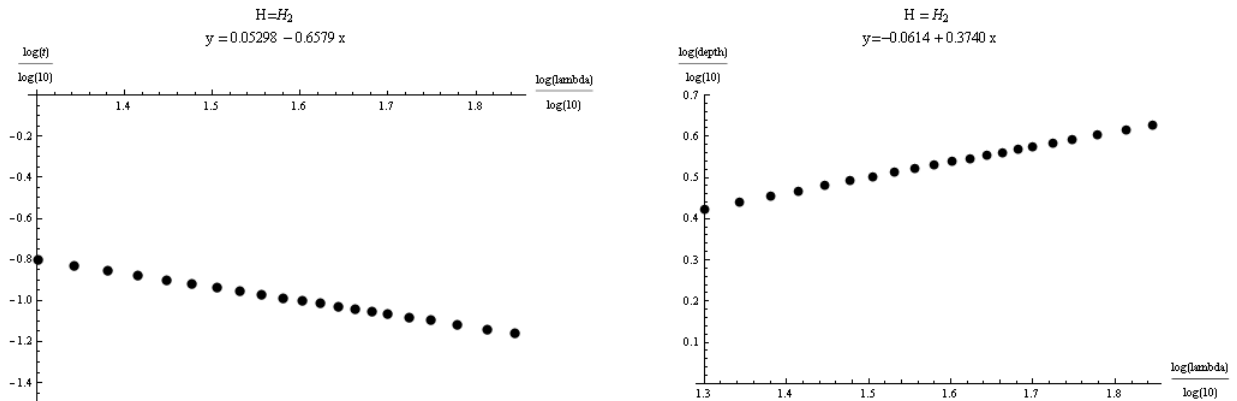 H=H₂
y = 0.05298 − 0.6579 x
log(t)
log(10)
log(lambda)
log(10)
1.4 1.5 1.6 1.7 1.8
−0.2
−0.4
−0.6
−0.8
−1.0
−1.2
−1.4
H = H₂
y=−0.0614 + 0.3740 x
log(depth)
log(10)
0.7
0.6
0.5
0.4
0.3
0.2
0.1
log(lambda)
log(10)
1.3 1.4 1.5 1.6 1.7 1.8